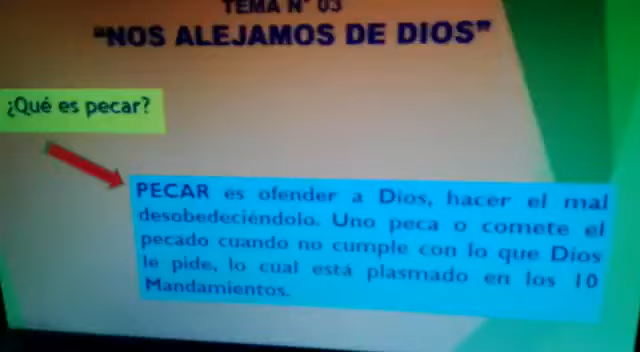 TEMA N° 03
"NOS ALEJAMOS DE DIOS"
¿Qué es pecar?
PECAR es ofender a Dios, hacer el mal
desobedeciéndolo. Uno peca o comete el
pecado cuando no cumple con lo que Dios
le pide, lo cual está plasmado en los 10
Mandamientos.